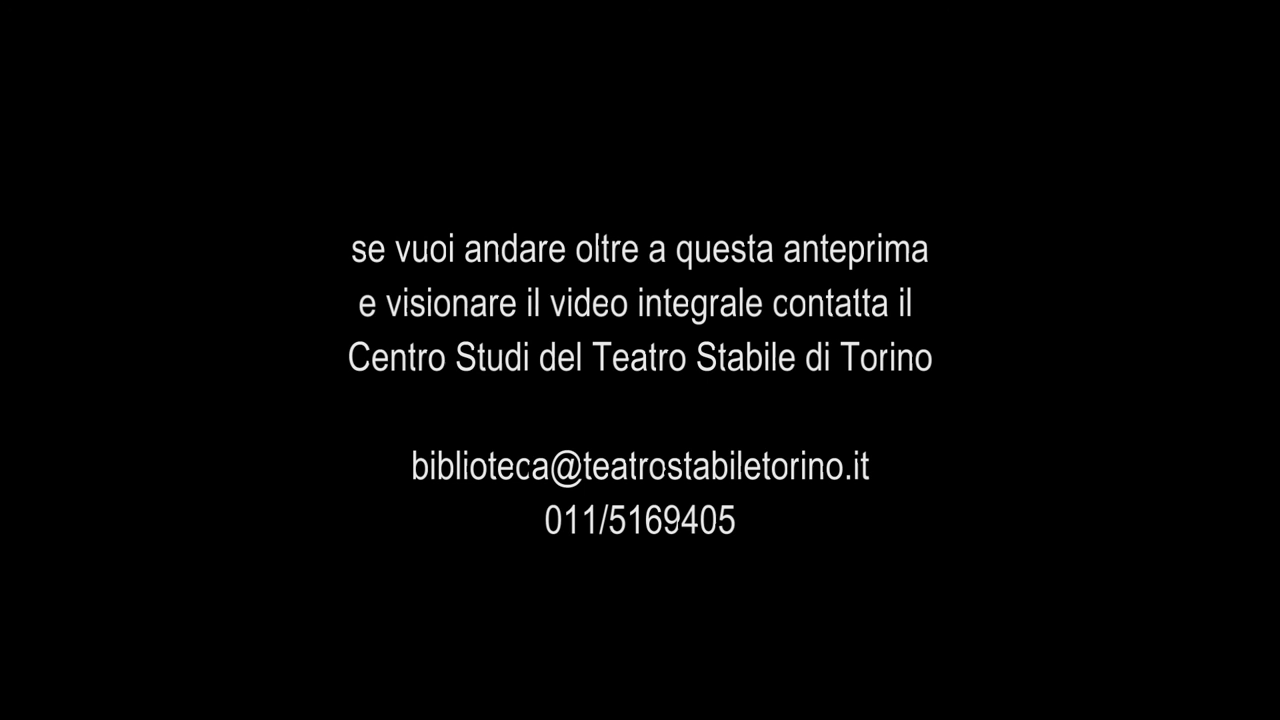 se vuoi andare oltre a questa anteprima
e visionare il video integrale contatta il
Centro Studi del Teatro Stabile di Torino
biblioteca@teatrostabiletorino.it
011/5169405